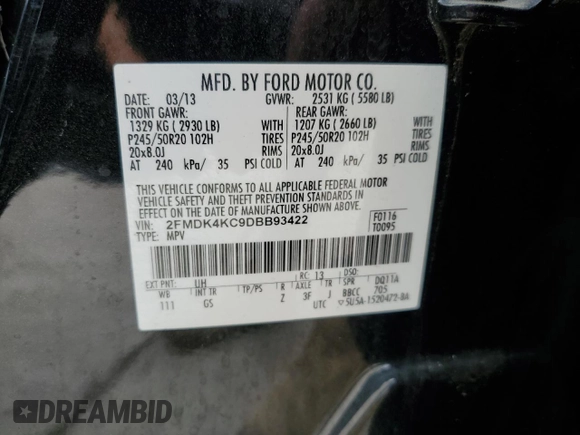 MFD. BY FORD MOTOR CO.
DATE: 03/13 GVWR: 2531 KG ( 5580 LB)
FRONT GAWR: REAR GAWR:
1329 KG ( 2930 LB) WITH 1207 KG ( 2660 LB) WITH
P245/50R20 102H TIRES P245/50R20 102H TIRES
20x8.0J RIMS 20x8.0J RIMS
AT 240 kPa/ 35 PSI COLD AT 240 kPa/ 35 PSI COLD
THIS VEHICLE CONFORMS TO ALL APPLICABLE FEDERAL MOTOR
VEHICLE SAFETY AND THEFT PREVENTION STANDARDS IN
EFFECT ON THE DATE OF MANUFACTURE SHOWN ABOVE.
VIN: 2FMDK4KC9DBB93422 F0116
TYPE: MPV T0095
EXT PNT: UH RC: 13 DSO:
WB INT TR TP/PS R AXLE TR SPR DQ11A
111 GS Z 3F J BBCC 705
UTC 5U5A-1520472-BA
DREAMBID